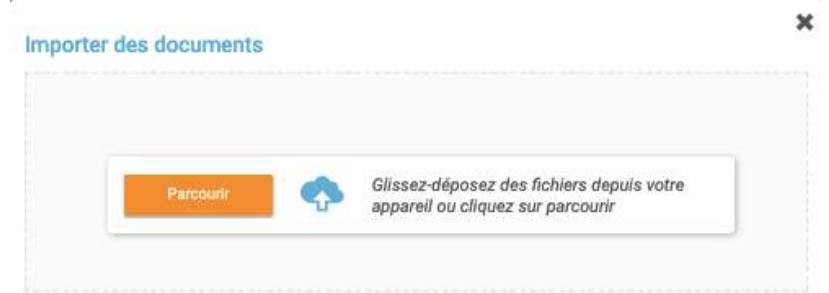 Importer des documents
Parcourir
Glissez-déposez des fichiers depuis votre
appareil ou cliquez sur parcourir